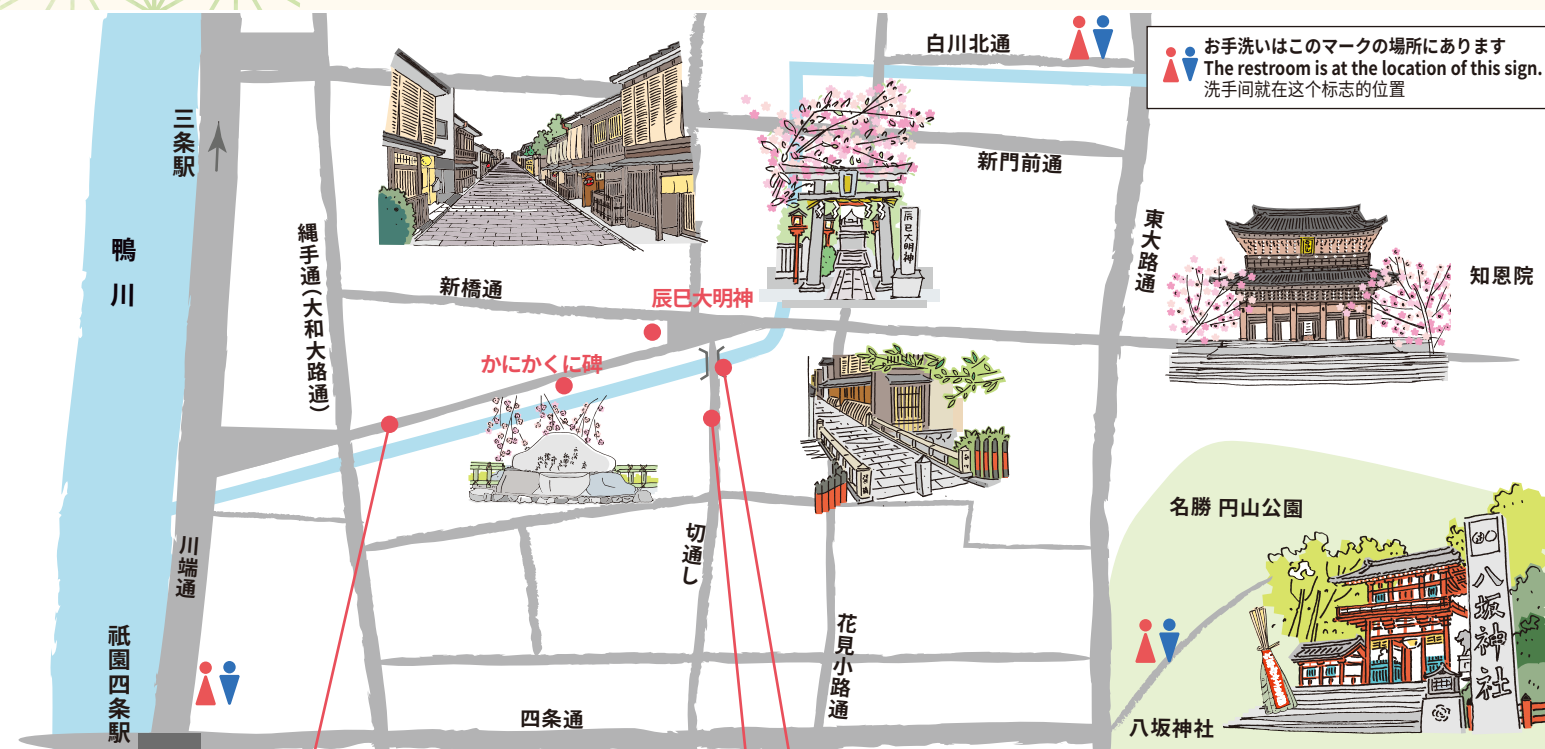 白川北通
お手洗いはこのマークの場所にあります
The restroom is at the location of this sign.
洗手间就在这个标志的位置
三条駅
新門前通
辰巳大明神
東大路通
鴨川
縄手通(大和大路通)
知恩院
新橋通
辰巳大明神
かにかくに碑
名勝 円山公園
切通し
川端通
八坂神社
花見小路通
祇園四条駅
四条通
八坂神社